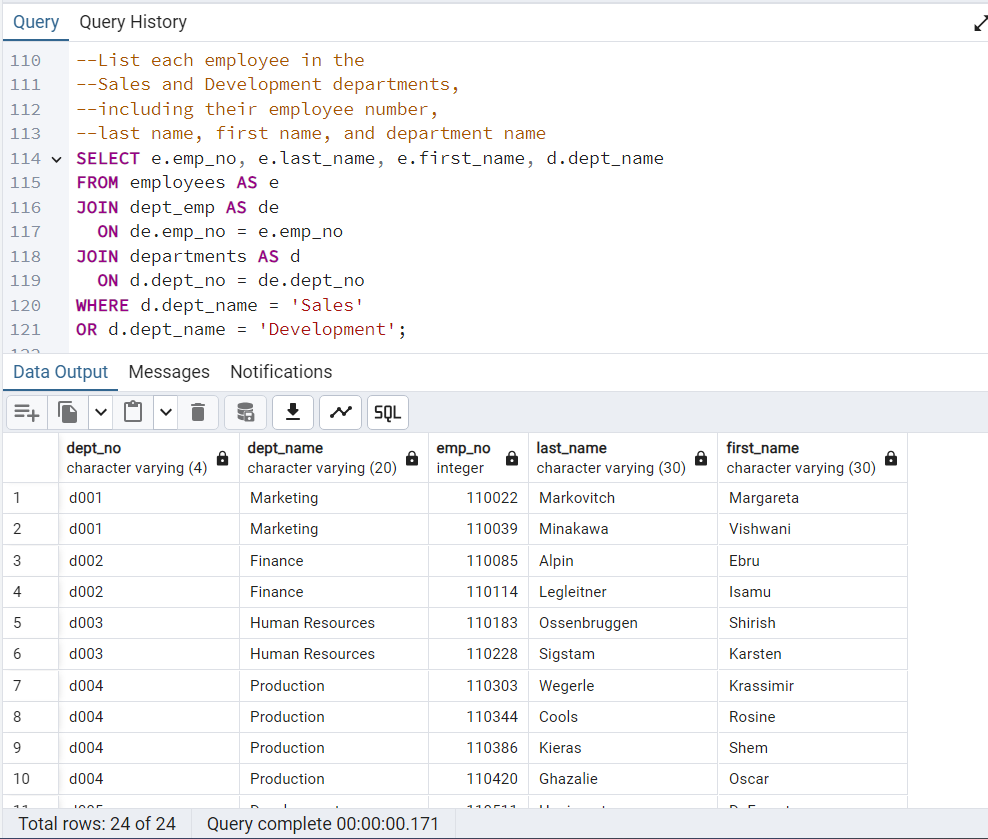 Query Query History
110 --List each employee in the
111 --Sales and Development departments,
112 --including their employee number,
113 --last name, first name, and department name
114 SELECT e.emp_no, e.last_name, e.first_name, d.dept_name
115 FROM employees AS e
116 JOIN dept_emp AS de
117   ON de.emp_no = e.emp_no
118 JOIN departments AS d
119   ON d.dept_no = de.dept_no
120 WHERE d.dept_name = 'Sales'
121 OR d.dept_name = 'Development';
Data Output Messages Notifications
SQL
dept_no dept_name emp_no last_name first_name
character varying (4) character varying (20) integer character varying (30) character varying (30)
1 d001 Marketing 110022 Markovitch Margareta
2 d001 Marketing 110039 Minakawa Vishwani
3 d002 Finance 110085 Alpin Ebru
4 d002 Finance 110114 Legleitner Isamu
5 d003 Human Resources 110183 Ossenbruggen Shirish
6 d003 Human Resources 110228 Sigstam Karsten
7 d004 Production 110303 Wegerle Krassimir
8 d004 Production 110344 Cools Rosine
9 d004 Production 110386 Kieras Shem
10 d004 Production 110420 Ghazalie Oscar
Total rows: 24 of 24 Query complete 00:00:00.171